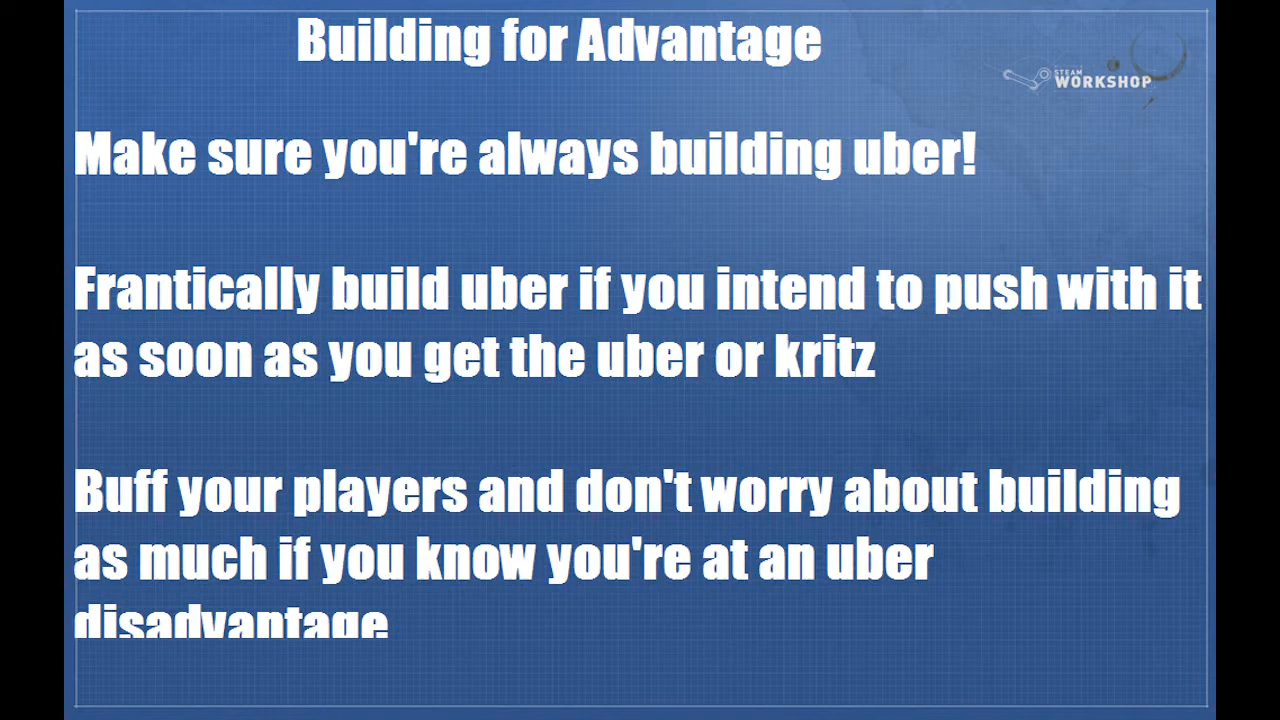 Building for Advantage
STEAM
WORKSHOP
Make sure you're always building uber!
Frantically build uber if you intend to push with it
as soon as you get the uber or kritz
Buff your players and don't worry about building
as much if you know you're at an uber
disadvantage